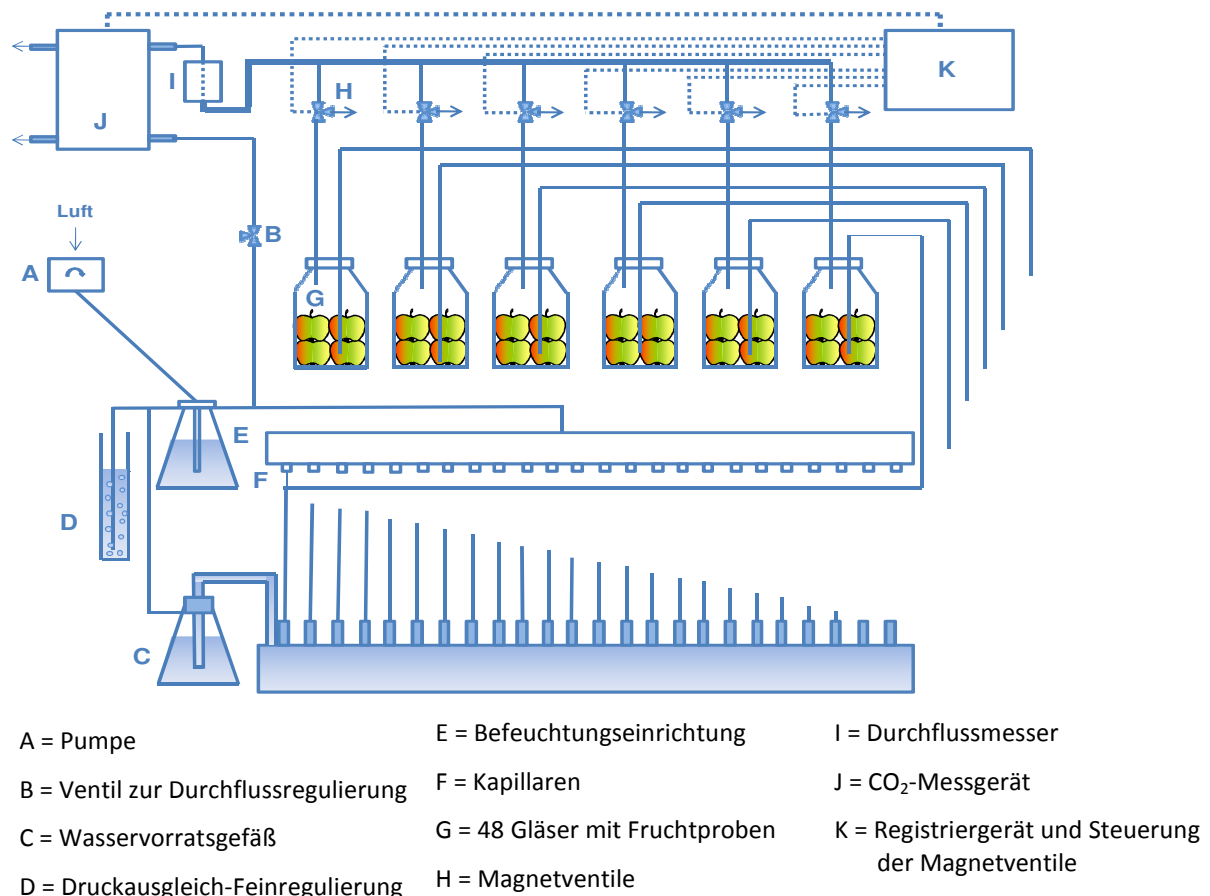 K
I
H
J
Luft
B
A
G
E
F
D
C
A = Pumpe
B = Ventil zur Durchflussregulierung
C = Wasservorratsgefäß
D = Druckausgleich-Feinregulierung
E = Befeuchtungseinrichtung
F = Kapillaren
G = 48 Gläser mit Fruchtproben
H = Magnetventile
I = Durchflussmesser
J = CO₂-Messgerät
K = Registriergerät und Steuerung
der Magnetventile